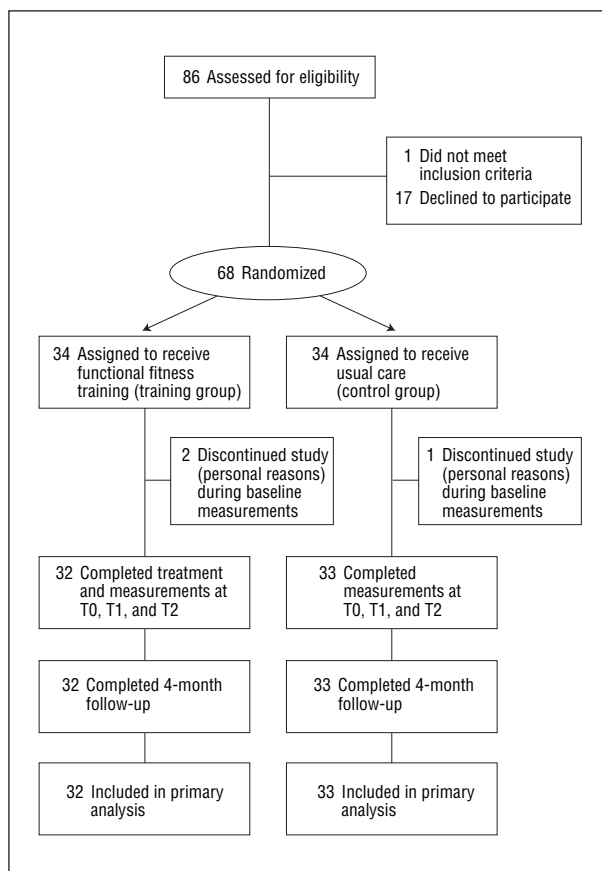 86 Assessed for eligibility
1 Did not meet
inclusion criteria
17 Declined to participate
68 Randomized
34 Assigned to receive
functional fitness
training (training group)
34 Assigned to receive
usual care
(control group)
2 Discontinued study
(personal reasons)
during baseline
measurements
1 Discontinued study
(personal reasons)
during baseline
measurements
32 Completed treatment
and measurements at
T0, T1, and T2
33 Completed
measurements at
T0, T1, and T2
32 Completed 4-month
follow-up
33 Completed 4-month
follow-up
32 Included in primary
analysis
33 Included in primary
analysis